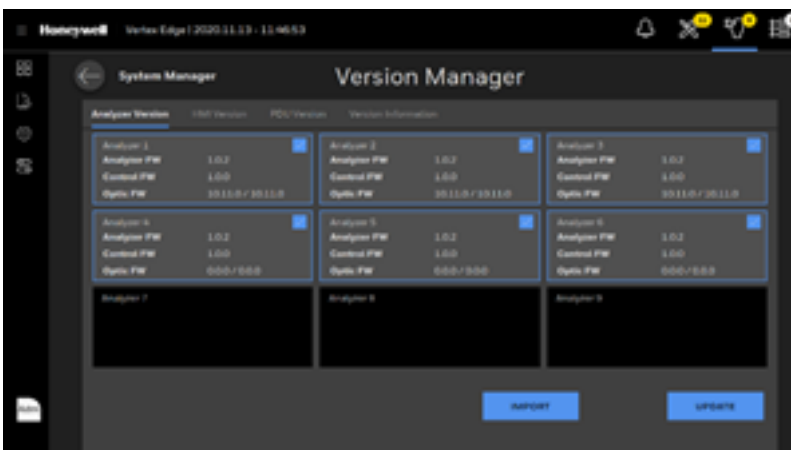 Honeywell Vertex Edge | 2020.11.13 - 11:46:53
System Manager
Version Manager
Analyzer Version HMI Version PDU Version Version Information
Analyzer 1
Analyzer FW 1.0.2
Control FW 1.0.0
Optic FW 10.11.0 / 10.11.0
Analyzer 2
Analyzer FW 1.0.2
Control FW 1.0.0
Optic FW 10.11.0 / 10.11.0
Analyzer 3
Analyzer FW 1.0.2
Control FW 1.0.0
Optic FW 10.11.0 / 10.11.0
Analyzer 4
Analyzer FW 1.0.2
Control FW 1.0.0
Optic FW 0.0.0 / 0.0.0
Analyzer 5
Analyzer FW 1.0.2
Control FW 1.0.0
Optic FW
Analyzer 6
Analyzer FW 1.0.2
Control FW 1.0.0
Optic FW 0.0.0 / 0.0.0
Analyzer 7
Analyzer 8
Analyzer 9
IMPORT
UPDATE